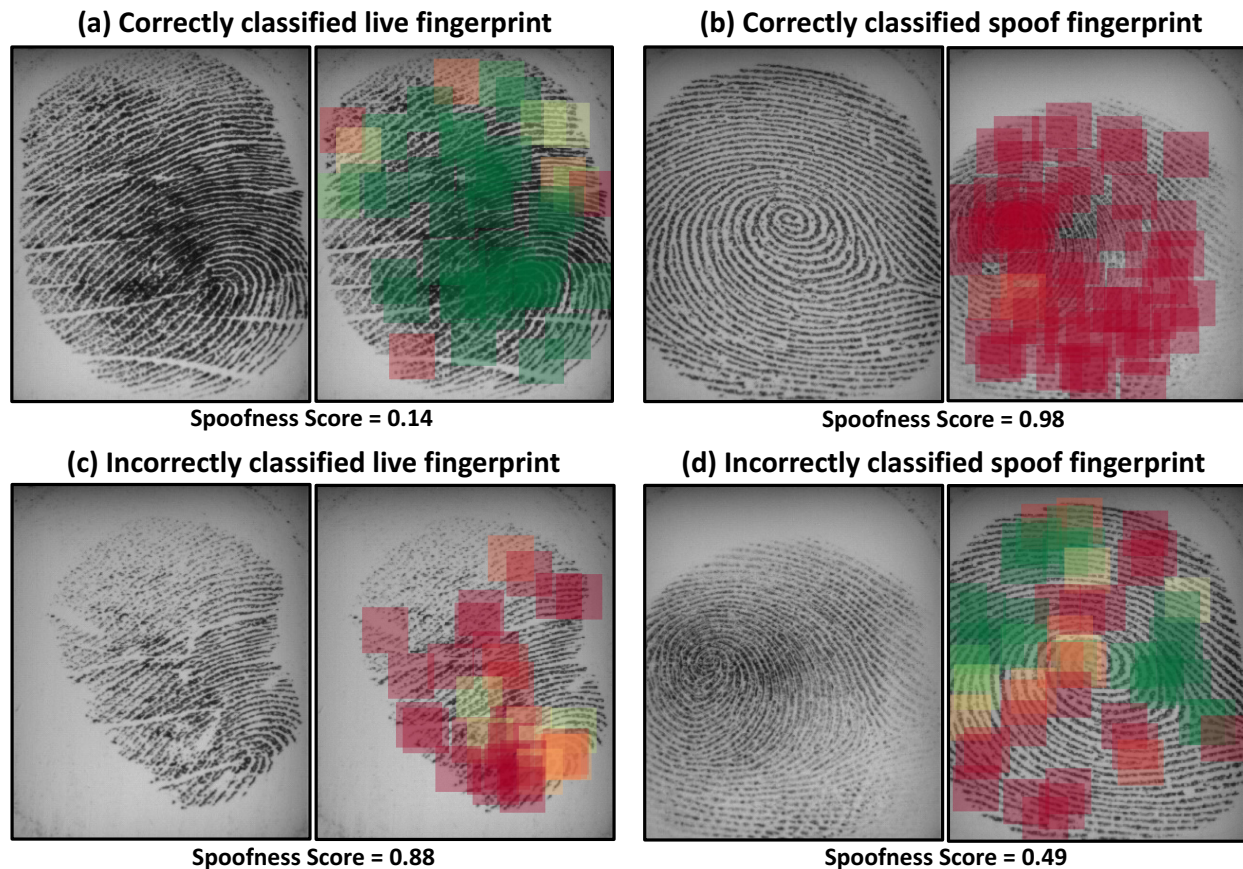 (a) Correctly classified live fingerprint
(b) Correctly classified spoof fingerprint
Spoofness Score = 0.14
Spoofness Score = 0.98
(c) Incorrectly classified live fingerprint
(d) Incorrectly classified spoof fingerprint
Spoofness Score = 0.88
Spoofness Score = 0.49